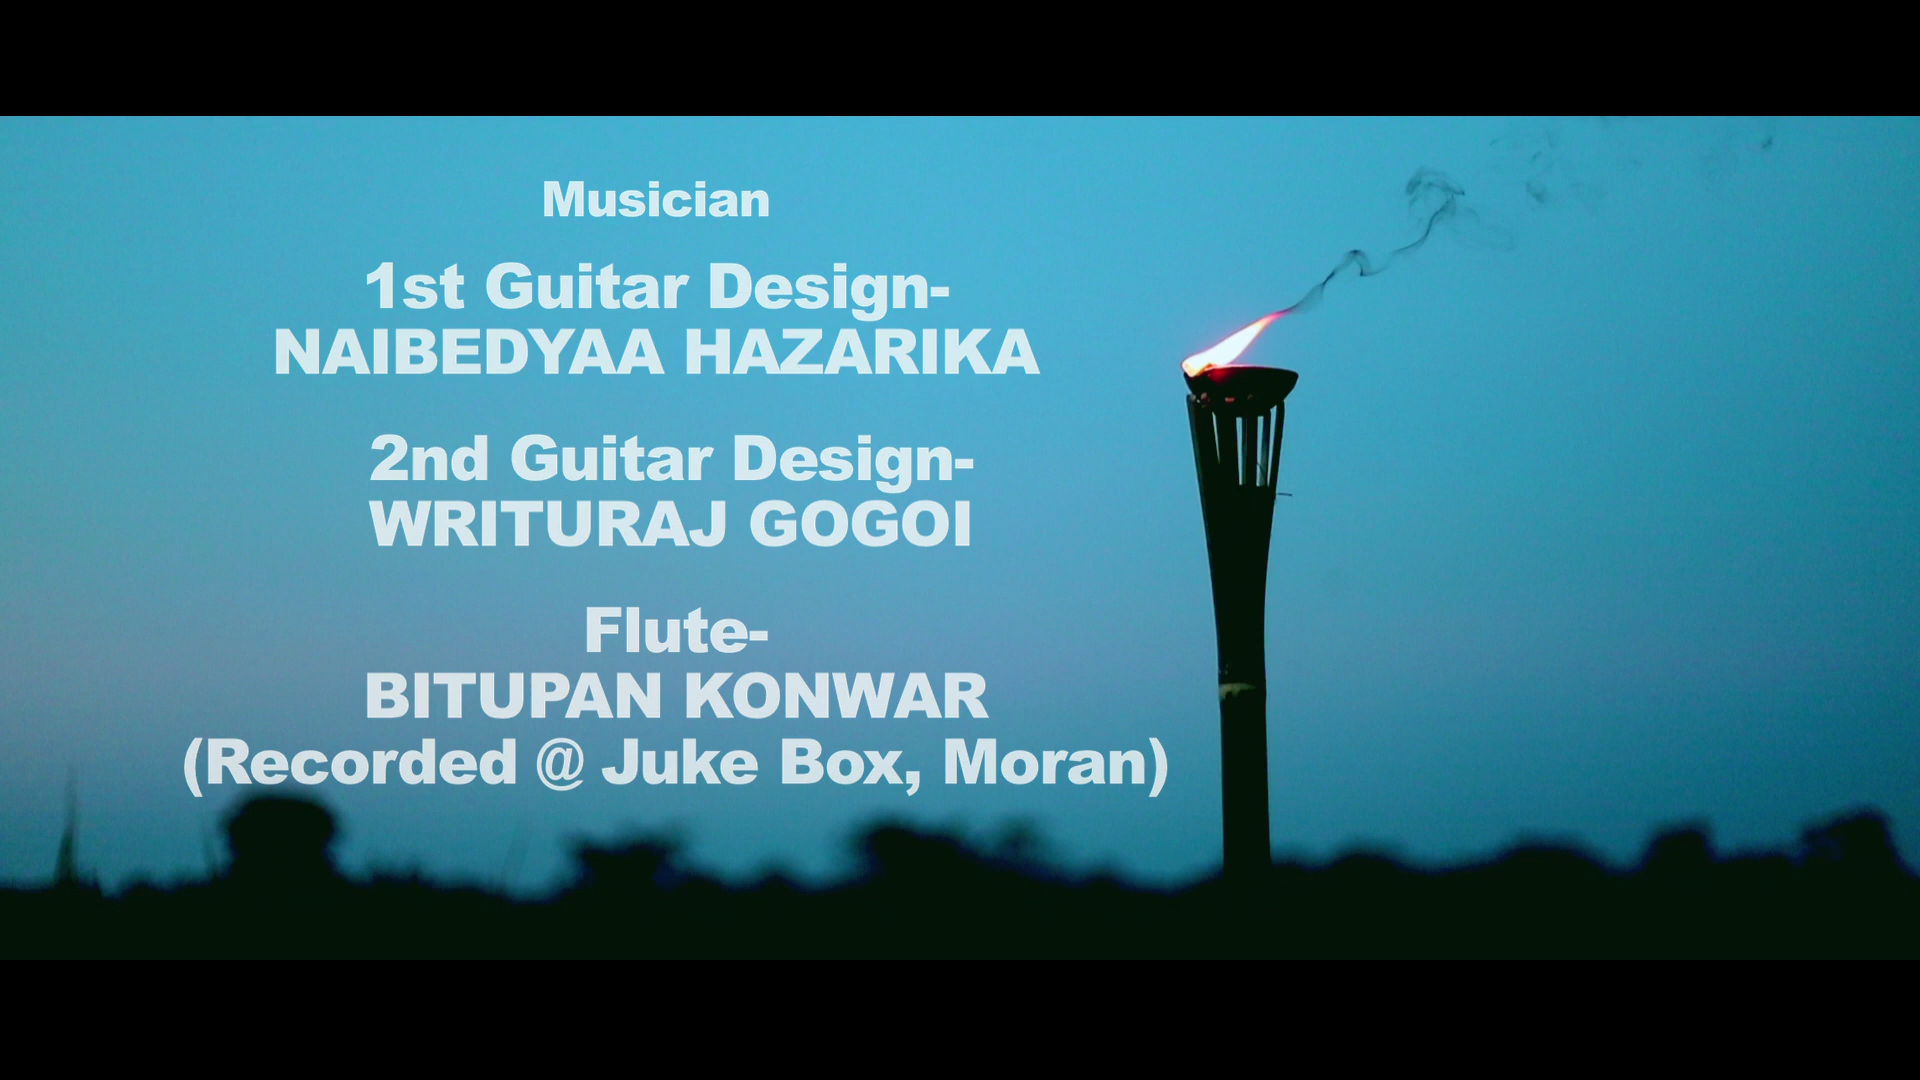 Musician
1st Guitar Design-
NAIBEDYAA HAZARIKA
2nd Guitar Design-
WRITURAJ GOGOI
Flute-
BITUPAN KONWAR
(Recorded @ Juke Box, Moran)